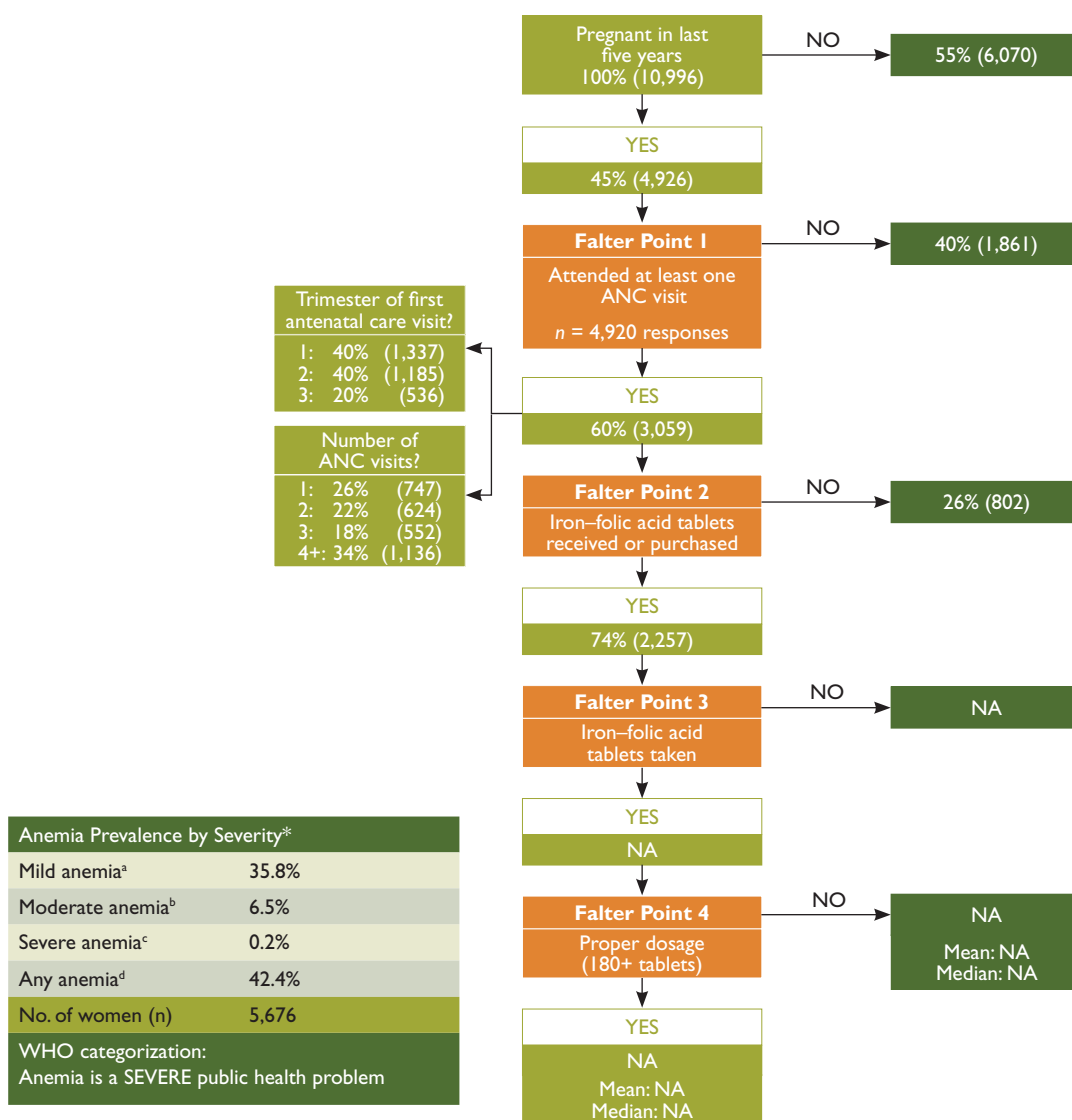 Pregnant in last
five years
100% (10,996)
NO
55% (6,070)
YES
45% (4,926)
Falter Point 1
Attended at least one
ANC visit
n = 4,920 responses
NO
40% (1,861)
YES
60% (3,059)
Trimester of first
antenatal care visit?
1: 40% (1,337)
2: 40% (1,185)
3: 20% (536)
Number of
ANC visits?
1: 26% (747)
2: 22% (624)
3: 18% (552)
4+: 34% (1,136)
Falter Point 2
Iron–folic acid tablets
received or purchased
NO
26% (802)
YES
74% (2,257)
Falter Point 3
Iron–folic acid
tablets taken
NO
NA
YES
NA
Falter Point 4
Proper dosage
(180+ tablets)
NO
NA
Mean: NA
Median: NA
YES
NA
Mean: NA
Median: NA
Anemia Prevalence by Severity*
Mild anemiaᵃ 35.8%
Moderate anemiaᵇ 6.5%
Severe anemiaᶜ 0.2%
Any anemiaᵈ 42.4%
No. of women (n) 5,676
WHO categorization:
Anemia is a SEVERE public health problem